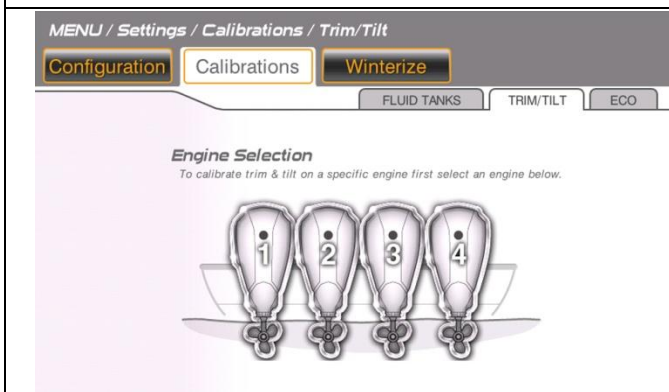 MENU / Settings / Calibrations / Trim/Tilt
Configuration Calibrations Winterize
FLUID TANKS TRIM/TILT ECO
Engine Selection
To calibrate trim & tilt on a specific engine first select an engine below.
1 2 3 4